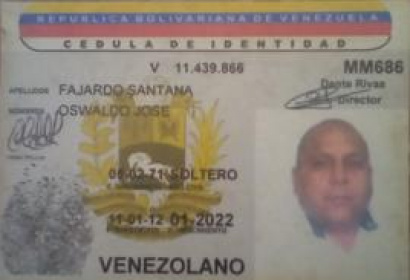 REPUBLICA BOLIVARIANA DE VENEZUELA
CEDULA DE IDENTIDAD
V 11.439.866 MM686
Dante Rivas
Director
APELLIDOS FAJARDO SANTANA
NOMBRES OSWALDO JOSE
SOLTERO
11-01-12 01-2022
VENEZOLANO